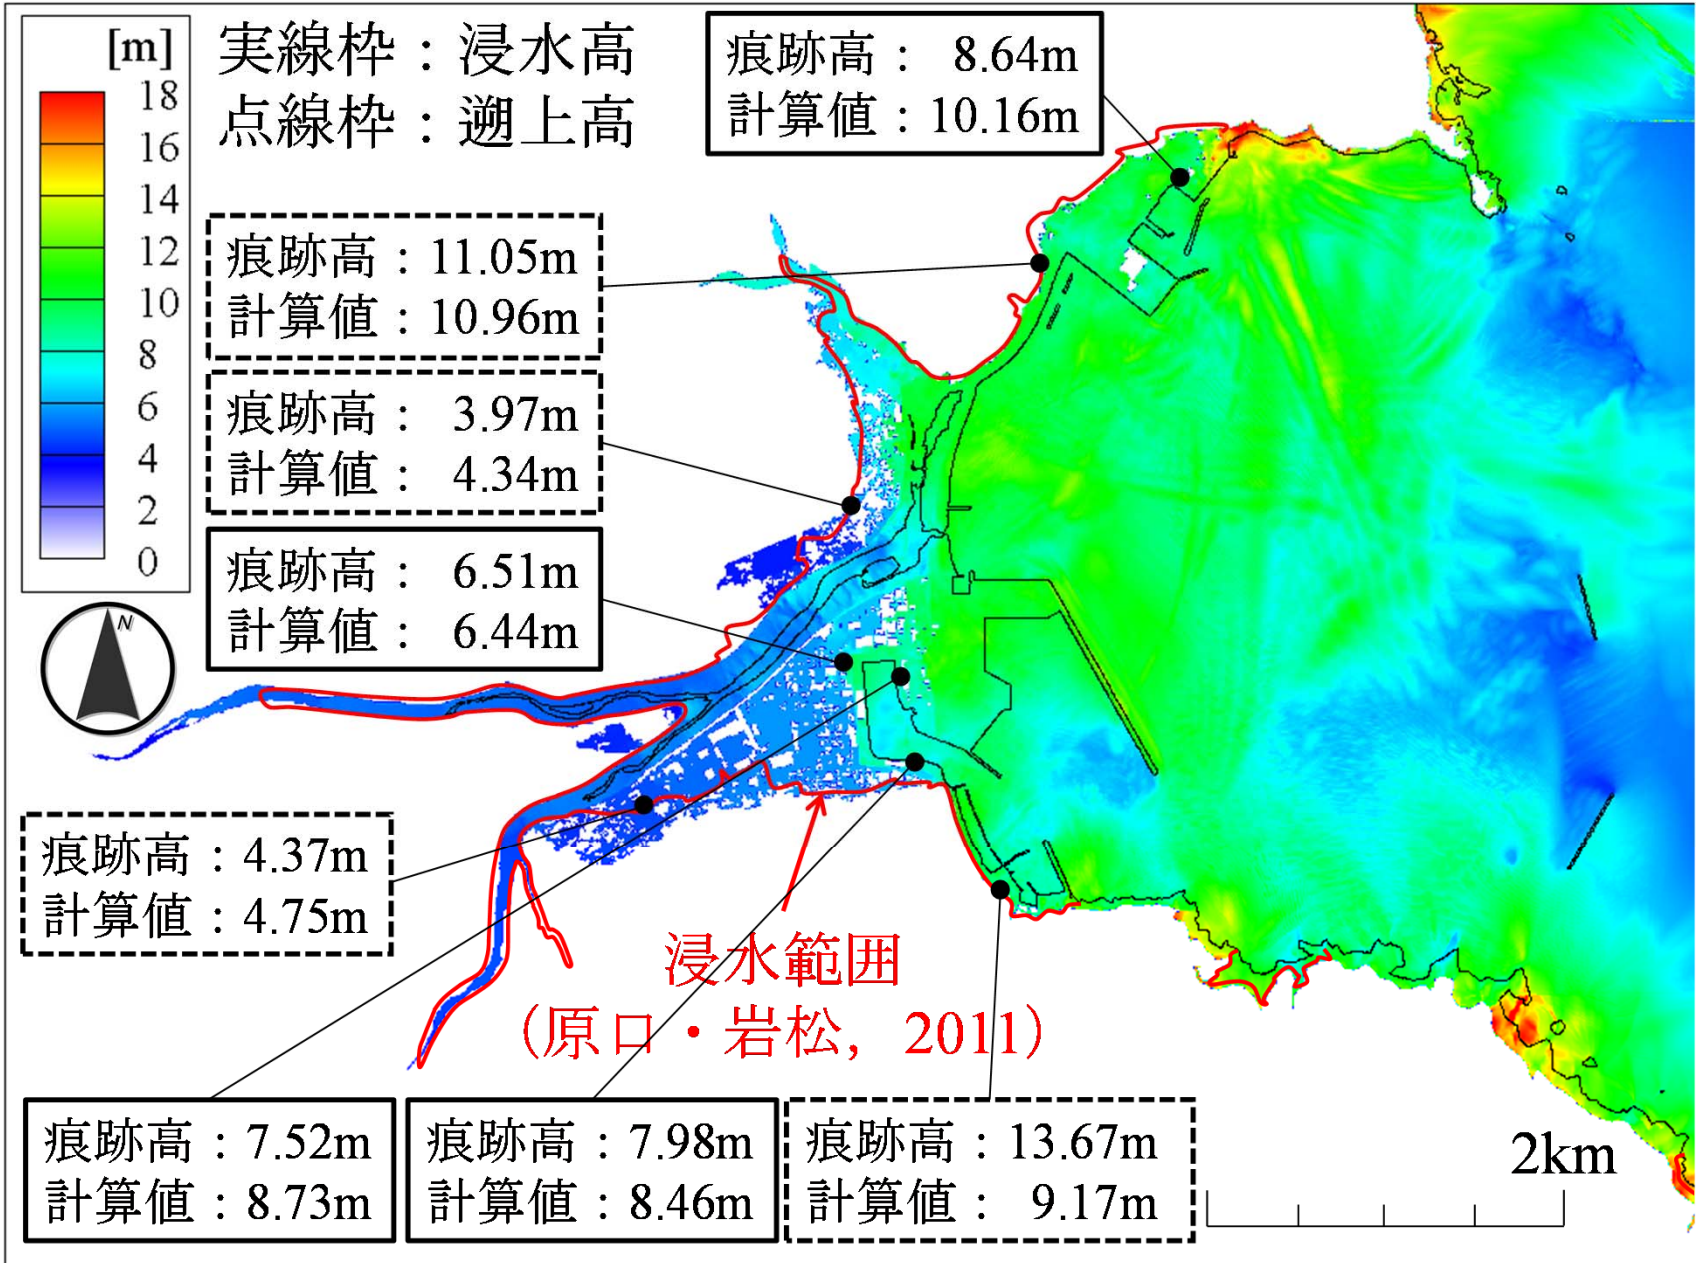 [m]
18
16
14
12
10
8
6
4
2
0
N
実線枠：浸水高
点線枠：遡上高
痕跡高： 8.64m
計算値：10.16m
痕跡高：11.05m
計算値：10.96m
痕跡高： 3.97m
計算値： 4.34m
痕跡高： 6.51m
計算値： 6.44m
痕跡高：4.37m
計算値：4.75m
浸水範囲
(原口・岩松, 2011)
痕跡高：7.52m
計算値：8.73m
痕跡高：7.98m
計算値：8.46m
痕跡高：13.67m
計算値： 9.17m
2km